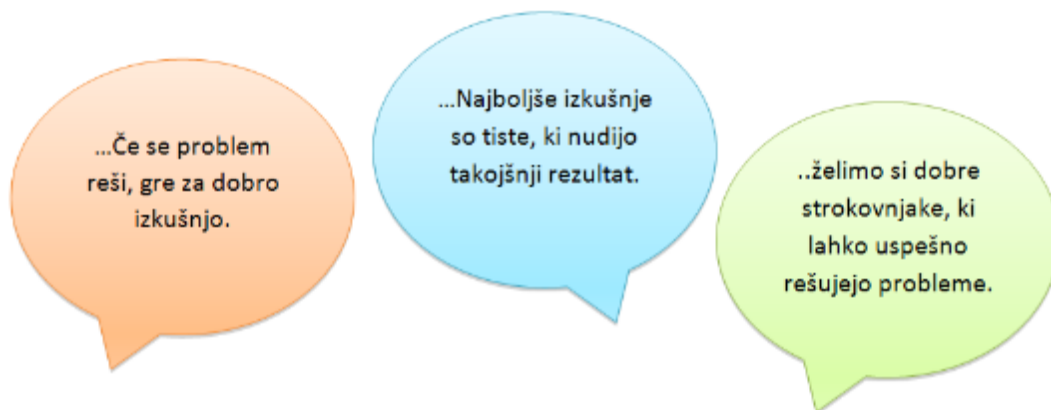 ...Če se problem
reši, gre za dobro
izkušnjo.
...Najboljše izkušnje
so tiste, ki nudijo
takojšnji rezultat.
..želimo si dobre
strokovnjake, ki
lahko uspešno
rešujejo probleme.